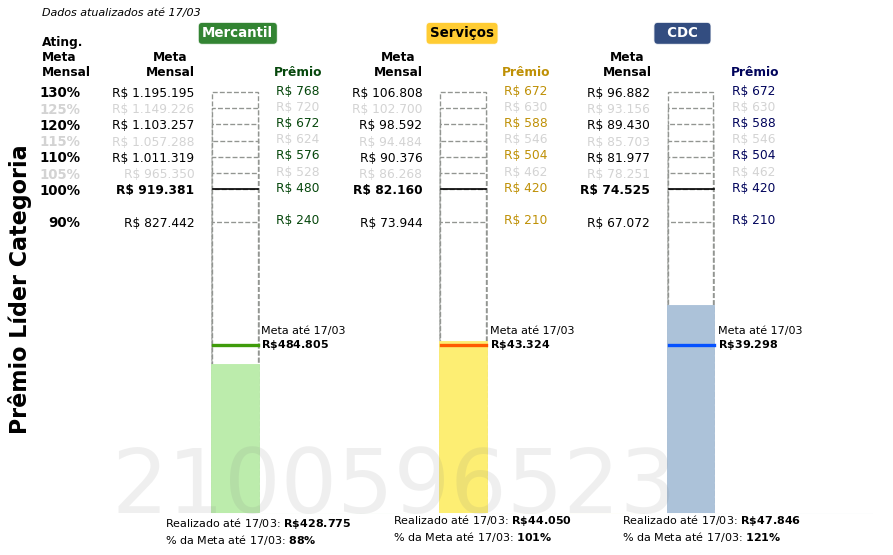 Dados atualizados até 17/03
Mercantil Serviços CDC
Ating.
Meta Meta Meta Meta
Mensal Mensal Prêmio Mensal Prêmio Mensal Prêmio
130% R$ 1.195.195 R$ 768 R$ 106.808 R$ 672 R$ 96.882 R$ 672
125% R$ 1.149.226 R$ 720 R$ 102.700 R$ 630 R$ 93.156 R$ 630
120% R$ 1.103.257 R$ 672 R$ 98.592 R$ 588 R$ 89.430 R$ 588
115% R$ 1.057.288 R$ 624 R$ 94.484 R$ 546 R$ 85.703 R$ 546
110% R$ 1.011.319 R$ 576 R$ 90.376 R$ 504 R$ 81.977 R$ 504
105% R$ 965.350 R$ 528 R$ 86.268 R$ 462 R$ 78.251 R$ 462
100% R$ 919.381 R$ 480 R$ 82.160 R$ 420 R$ 74.525 R$ 420
90% R$ 827.442 R$ 240 R$ 73.944 R$ 210 R$ 67.072 R$ 210
Prêmio Líder Categoria
Meta até 17/03 Meta até 17/03 Meta até 17/03
R$484.805 R$43.324 R$39.298
2100596523
Realizado até 17/03: R$428.775 Realizado até 17/03: R$44.050 Realizado até 17/03: R$47.846
% da Meta até 17/03: 88% % da Meta até 17/03: 101% % da Meta até 17/03: 121%